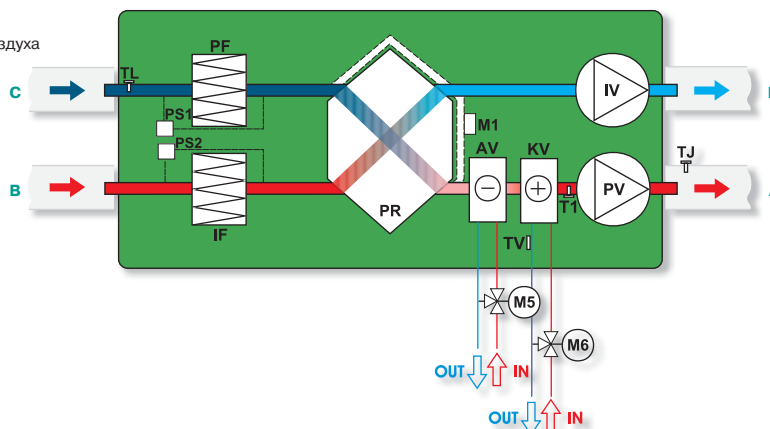 здуха
PF
TL
C
IV
PS1
M1
PS2
AV
KV
TJ
B
T1
PV
PR
IF
TV
M5
M6
OUT
IN
OUT
IN